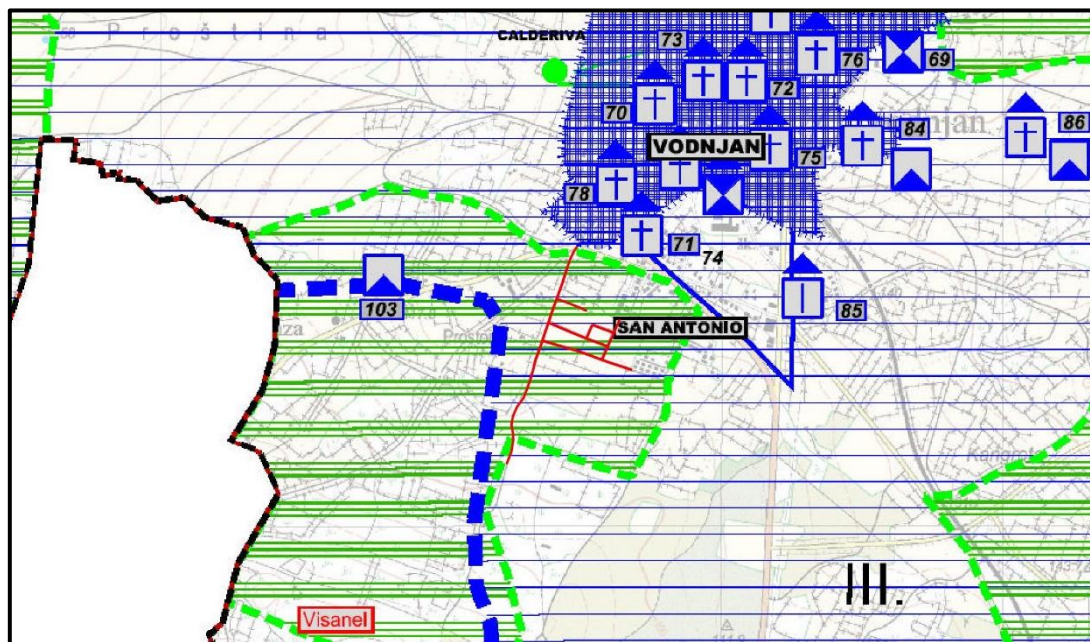 Proština
CALDERIVA
73
76
69
70
72
84
86
VODNJAN
75
78
71
74
103
85
SAN ANTONIO
III.
Visanel